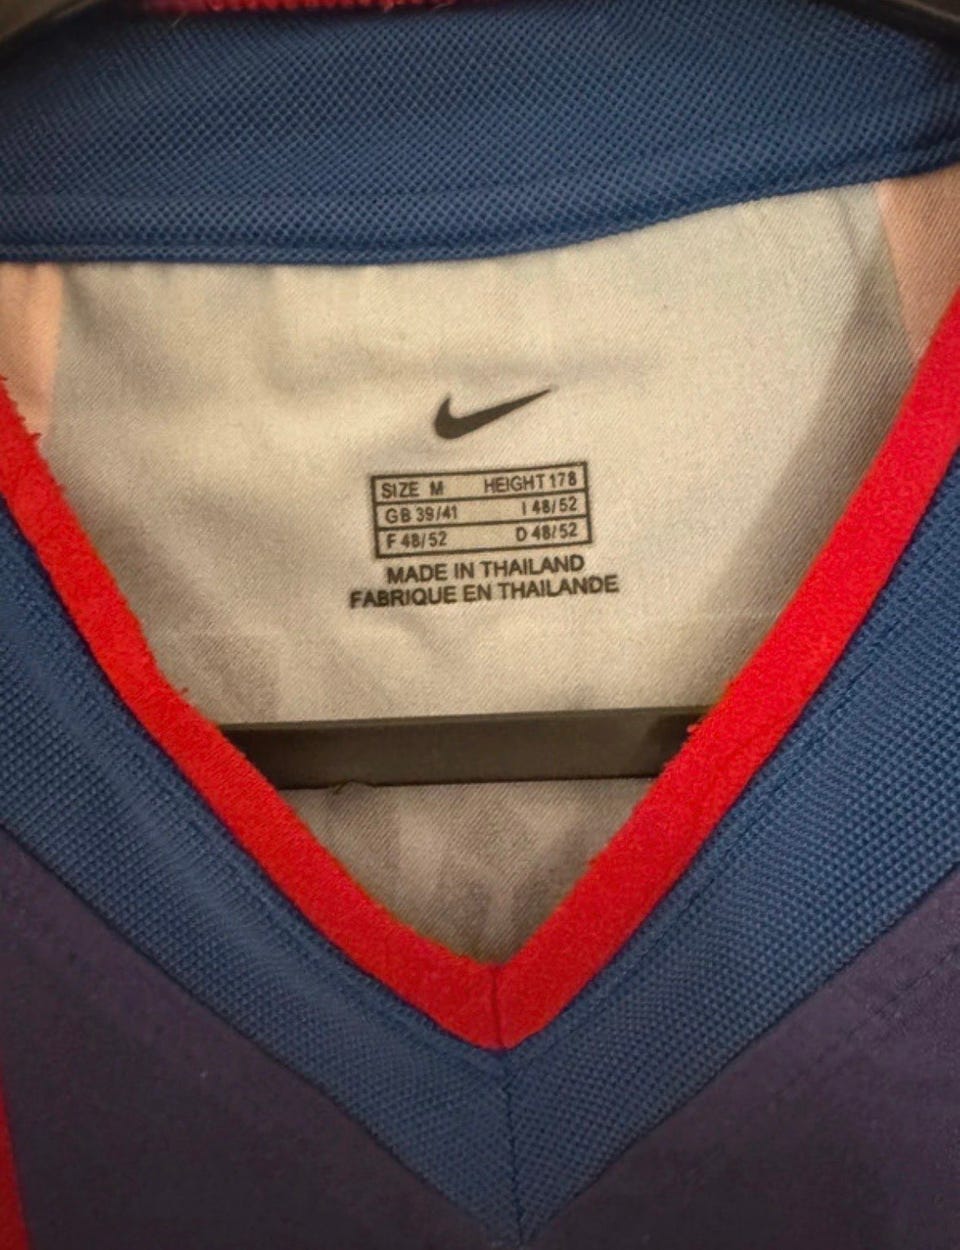 SIZE M HEIGHT 178
GB 39/41 I 48/52
F 48/52 D 48/52
MADE IN THAILAND
FABRIQUE EN THAILANDE